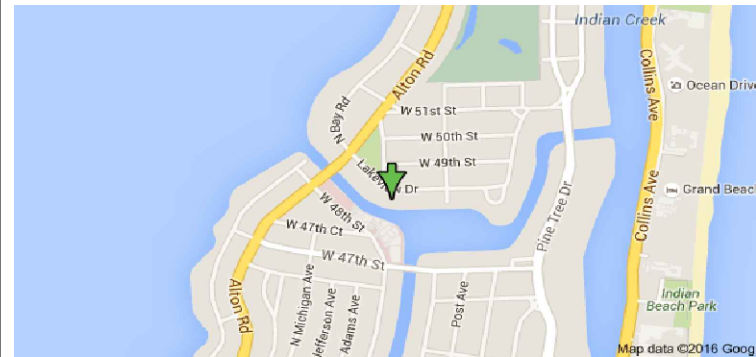 Indian Creek
Alton Rd
Collins Ave
Ocean Drive
N Bay Rd
W 51st St
W 50th St
W 49th St
Lakeview Dr
Grand Beach
W 48th St
W 47th Ct
W 47th St
Pine Tree Dr
Collins Ave
Alton Rd
N Michigan Ave
Jefferson Ave
Adams Ave
Post Ave
Indian
Beach Park
Map data ©2016 Goog